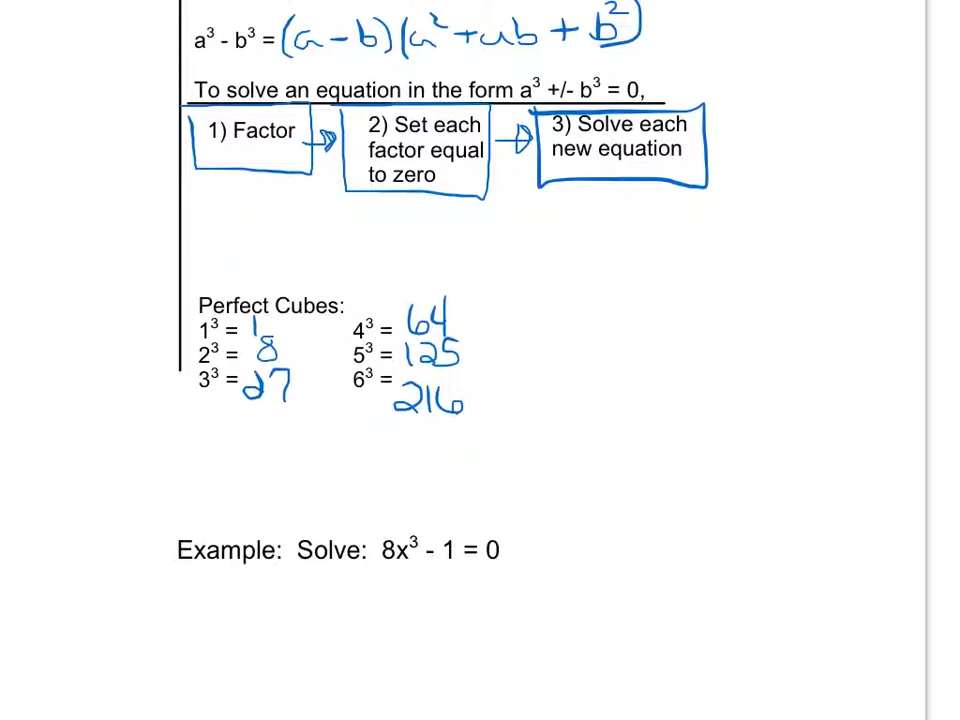 a³ - b³ = (a - b)(a² + ab + b²)
To solve an equation in the form a³ +/- b³ = 0,
1) Factor → 2) Set each factor equal to zero → 3) Solve each new equation
Perfect Cubes:
1³ = 1 4³ = 64
2³ = 8 5³ = 125
3³ = 27 6³ = 216
Example: Solve: 8x³ - 1 = 0